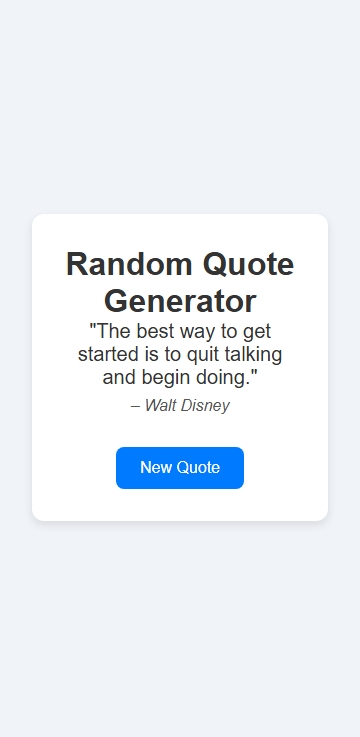 Random Quote
Generator
"The best way to get
started is to quit talking
and begin doing."
– Walt Disney
New Quote